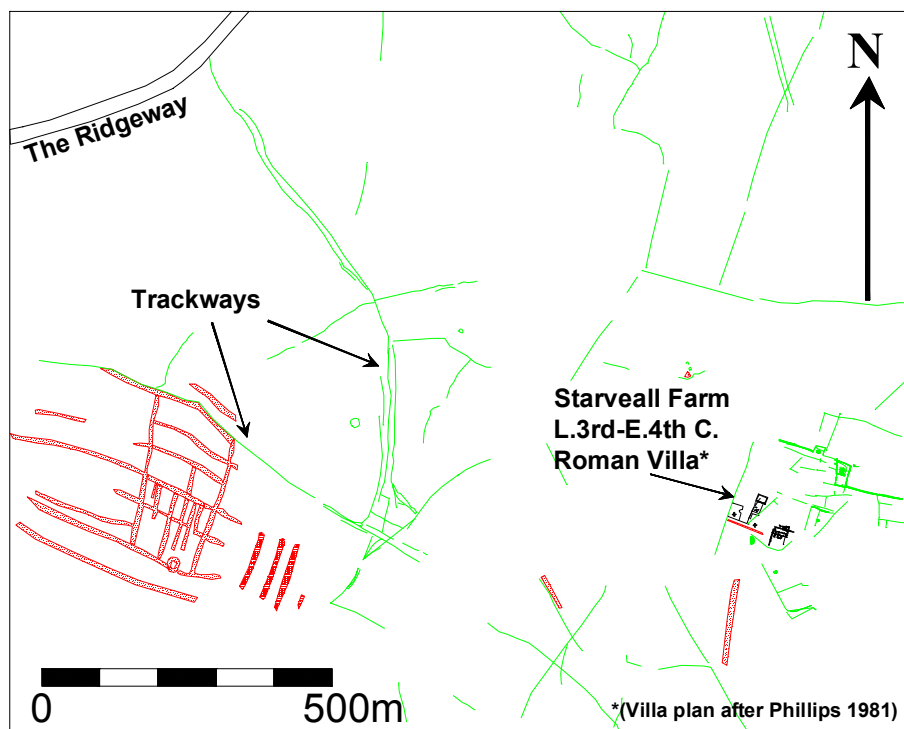 The Ridgeway
N
Trackways
Starveall Farm
L.3rd-E.4th C.
Roman Villa*
0
500m
*(Villa plan after Phillips 1981)